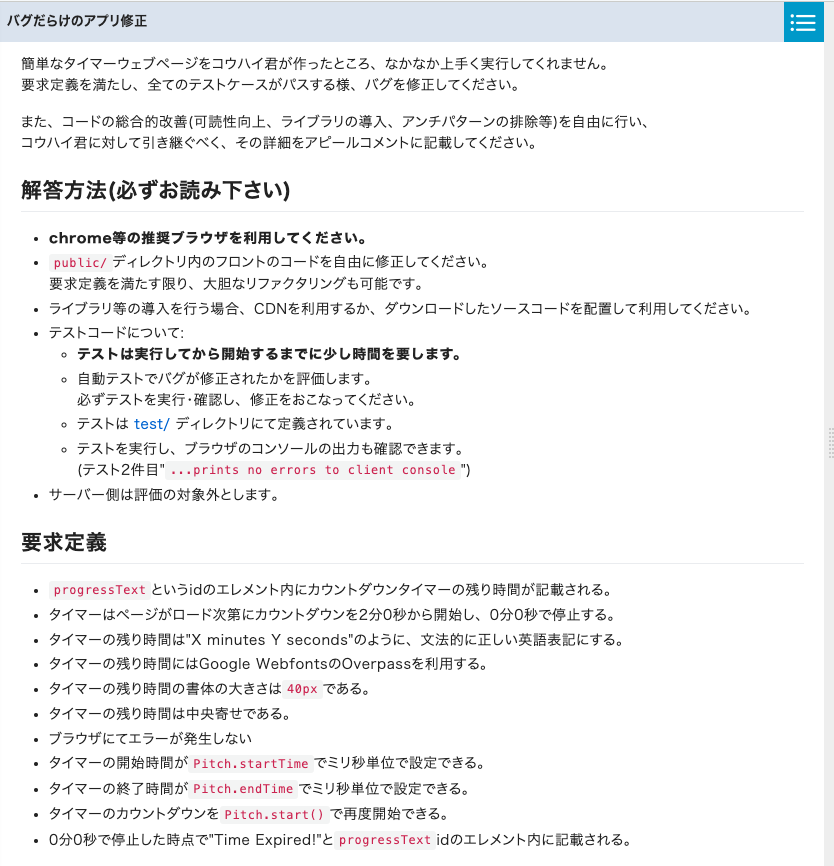 バグだらけのアプリ修正
簡単なタイマーウェブページをコウハイ君が作ったところ、なかなか上手く実行してくれません。
要求定義を満たし、全てのテストケースがパスする様、バグを修正してください。
また、コードの総合的改善(可読性向上、ライブラリの導入、アンチパターンの排除等)を自由に行い、
コウハイ君に対して引き継ぐべく、その詳細をアピールコメントに記載してください。
解答方法(必ずお読み下さい)
• chrome等の推奨ブラウザを利用してください。
• public/ ディレクトリ内のフロントのコードを自由に修正してください。
要求定義を満たす限り、大胆なリファクタリングも可能です。
• ライブラリ等の導入を行う場合、CDNを利用するか、ダウンロードしたソースコードを配置して利用してください。
• テストコードについて:
◦ テストは実行してから開始するまでに少し時間を要します。
◦ 自動テストでバグが修正されたかを評価します。
必ずテストを実行・確認し、修正をおこなってください。
◦ テストは test/ ディレクトリにて定義されています。
◦ テストを実行し、ブラウザのコンソールの出力も確認できます。
(テスト2件目"...prints no errors to client console")
• サーバー側は評価の対象外とします。
要求定義
• progressText というidのエレメント内にカウントダウンタイマーの残り時間が記載される。
• タイマーはページがロード次第にカウントダウンを2分0秒から開始し、0分0秒で停止する。
• タイマーの残り時間は"X minutes Y seconds"のように、文法的に正しい英語表記にする。
• タイマーの残り時間にはGoogle WebfontsのOverpassを利用する。
• タイマーの残り時間の書体の大きさは 40px である。
• タイマーの残り時間は中央寄せである。
• ブラウザにてエラーが発生しない
• タイマーの開始時間が Pitch.startTime でミリ秒単位で設定できる。
• タイマーの終了時間が Pitch.endTime でミリ秒単位で設定できる。
• タイマーのカウントダウンを Pitch.start() で再度開始できる。
• 0分0秒で停止した時点で"Time Expired!"と progressText idのエレメント内に記載される。